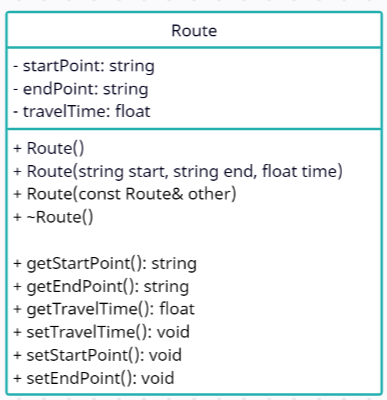 Route
- startPoint: string
- endPoint: string
- travelTime: float
+ Route()
+ Route(string start, string end, float time)
+ Route(const Route& other)
+ ~Route()
+ getStartPoint(): string
+ getEndPoint(): string
+ getTravelTime(): float
+ setTravelTime(): void
+ setStartPoint(): void
+ setEndPoint(): void